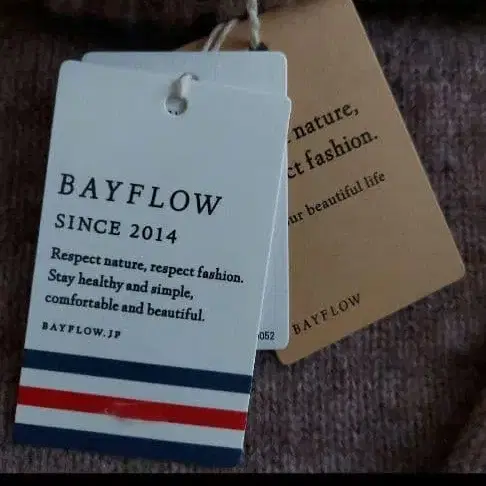 BAYFLOW
SINCE 2014
Respect nature, respect fashion.
Stay healthy and simple,
comfortable and beautiful.
BAYFLOW.JP
nature,
ct fashion.
ur beautiful life
BAYFLOW
052